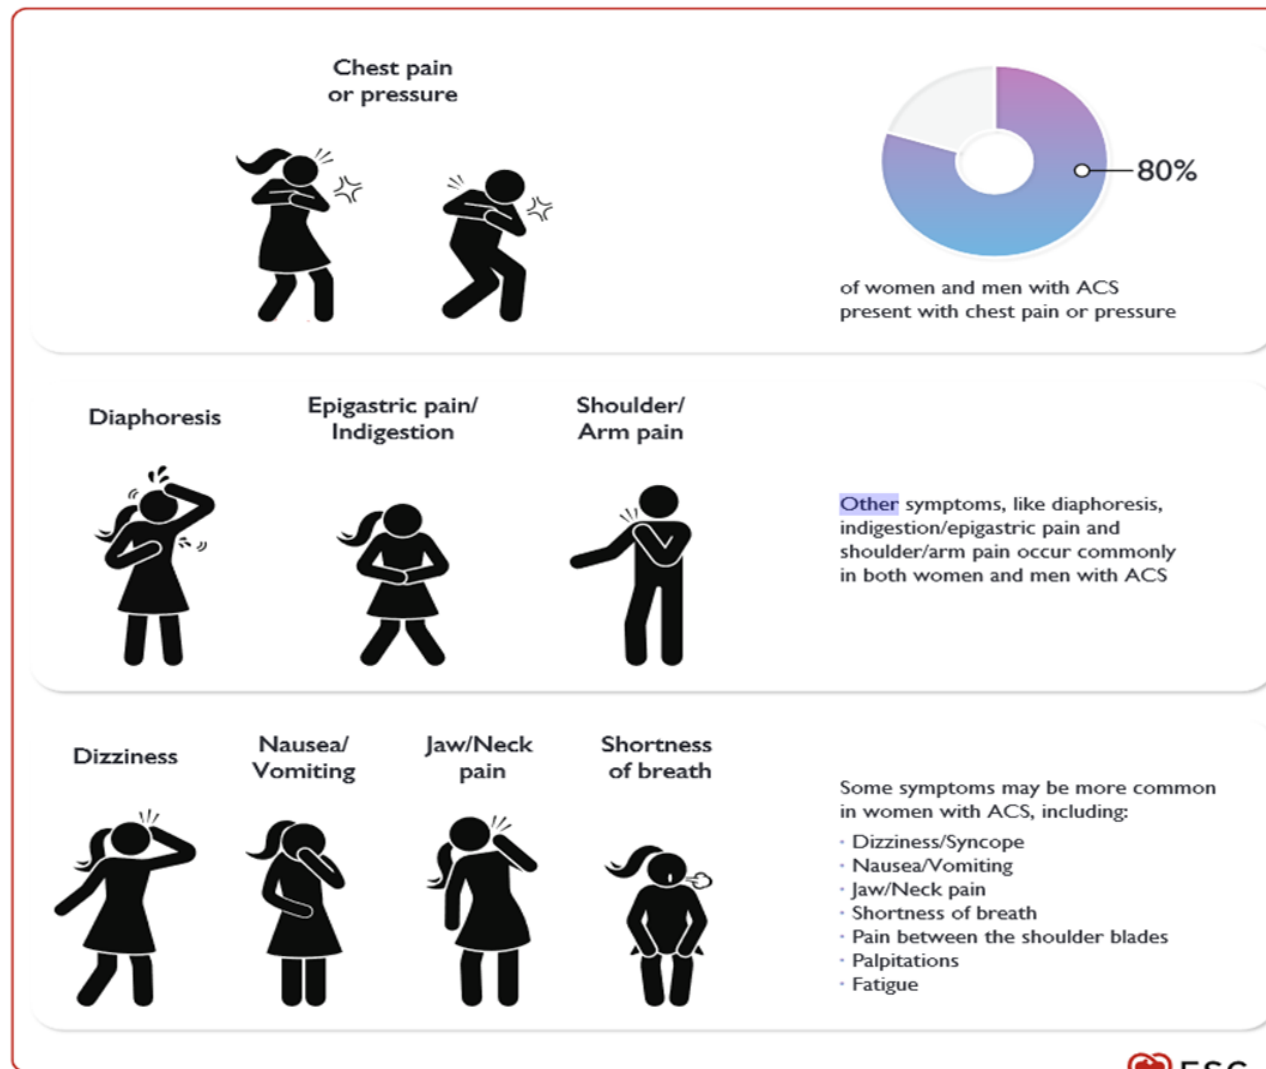 Chest pain
or pressure
80%
of women and men with ACS
present with chest pain or pressure
Diaphoresis
Epigastric pain/
Indigestion
Shoulder/
Arm pain
Other symptoms, like diaphoresis,
indigestion/epigastric pain and
shoulder/arm pain occur commonly
in both women and men with ACS
Dizziness
Nausea/
Vomiting
Jaw/Neck
pain
Shortness
of breath
Some symptoms may be more common
in women with ACS, including:
· Dizziness/Syncope
· Nausea/Vomiting
· Jaw/Neck pain
· Shortness of breath
· Pain between the shoulder blades
· Palpitations
· Fatigue
ESC